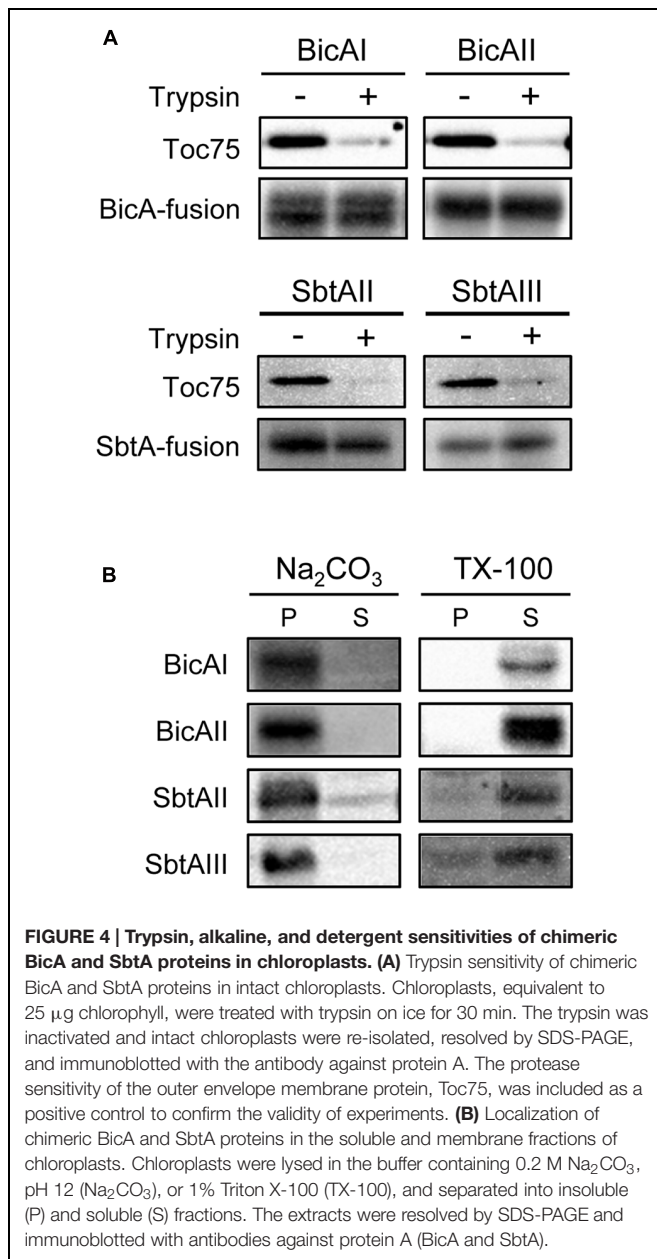 A
BicAI BicAII
Trypsin - + - +
Toc75
BicA-fusion
SbtAII SbtAIII
Trypsin - + - +
Toc75
SbtA-fusion
B
Na₂CO₃ TX-100
P S P S
BicAI
BicAII
SbtAII
SbtAIII
FIGURE 4 | Trypsin, alkaline, and detergent sensitivities of chimeric
BicA and SbtA proteins in chloroplasts. (A) Trypsin sensitivity of chimeric
BicA and SbtA proteins in intact chloroplasts. Chloroplasts, equivalent to
25 μg chlorophyll, were treated with trypsin on ice for 30 min. The trypsin was
inactivated and intact chloroplasts were re-isolated, resolved by SDS-PAGE,
and immunoblotted with the antibody against protein A. The protease
sensitivity of the outer envelope membrane protein, Toc75, was included as a
positive control to confirm the validity of experiments. (B) Localization of
chimeric BicA and SbtA proteins in the soluble and membrane fractions of
chloroplasts. Chloroplasts were lysed in the buffer containing 0.2 M Na₂CO₃,
pH 12 (Na₂CO₃), or 1% Triton X-100 (TX-100), and separated into insoluble
(P) and soluble (S) fractions. The extracts were resolved by SDS-PAGE and
immunoblotted with antibodies against protein A (BicA and SbtA).